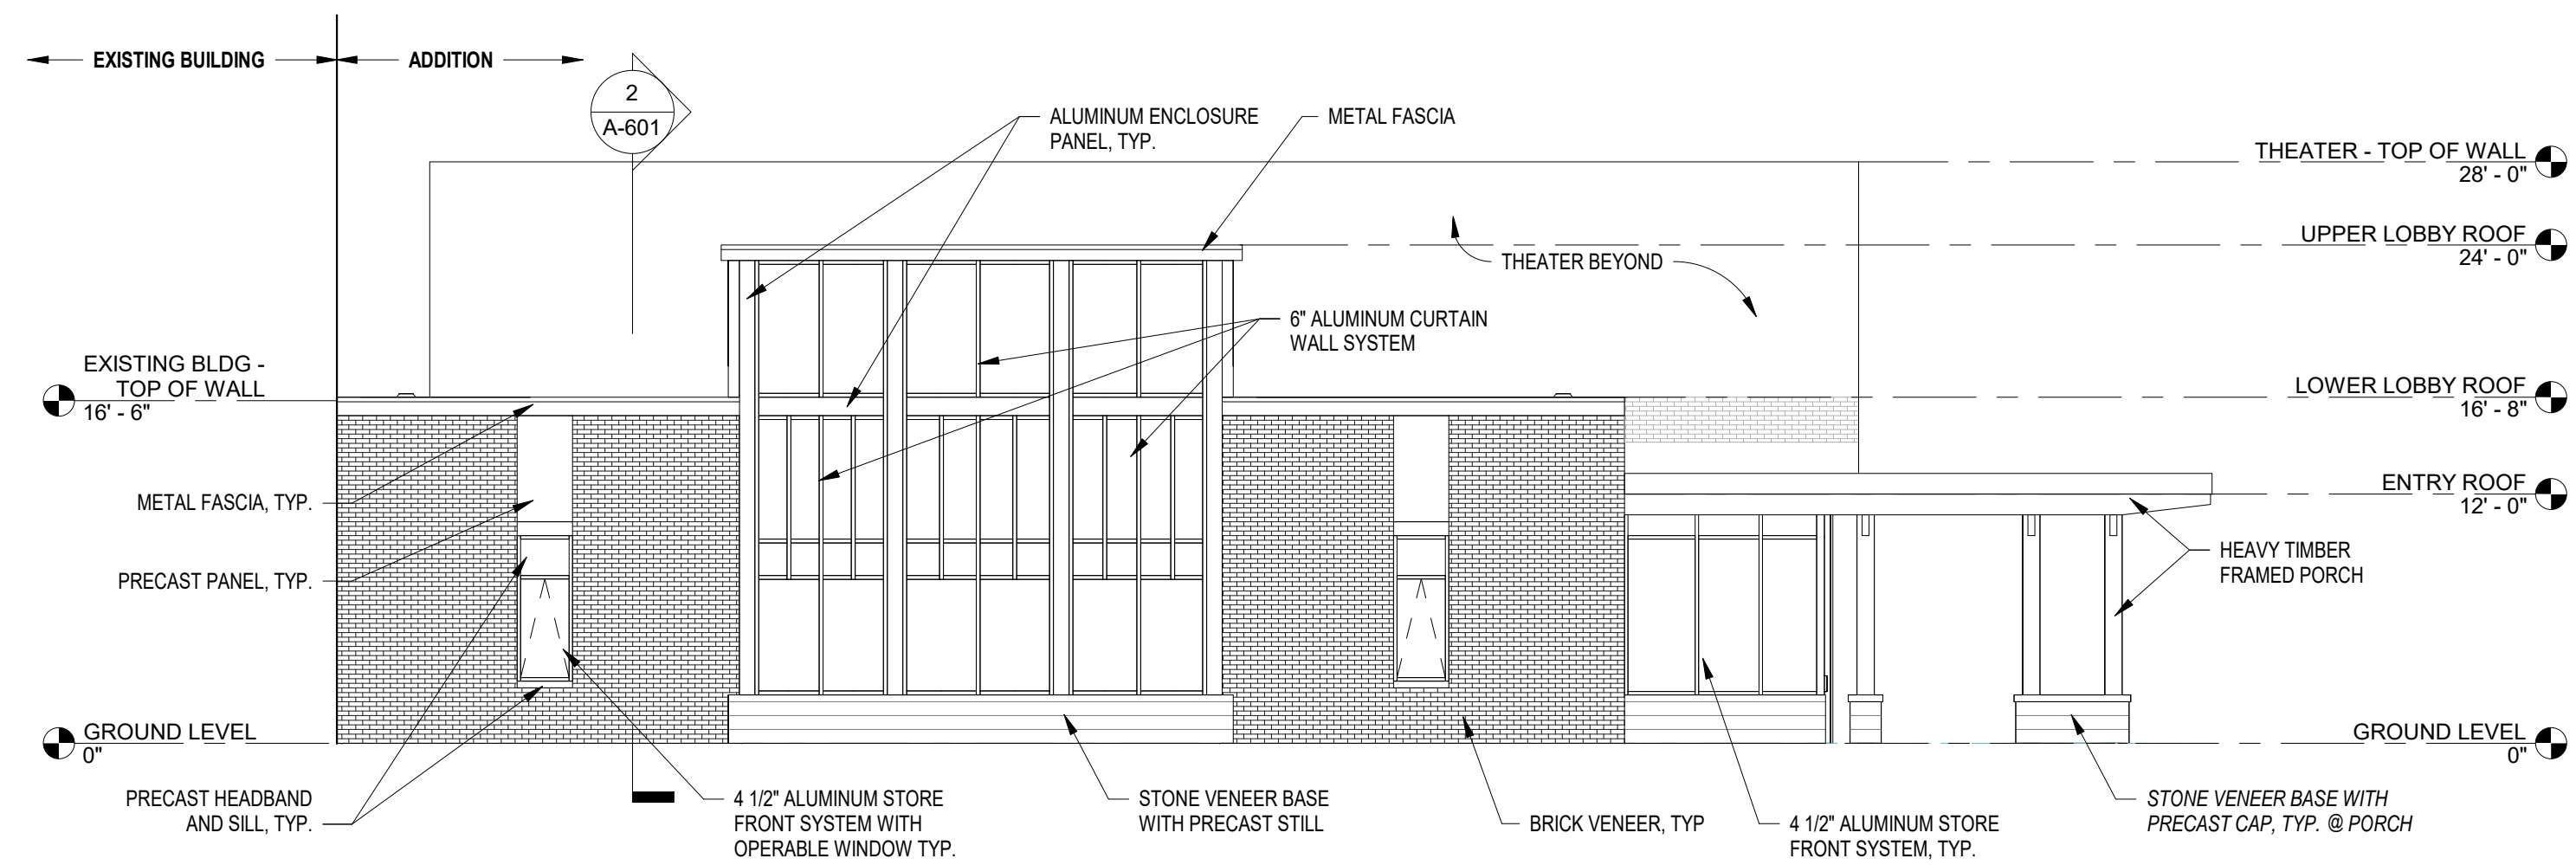 EXISTING BUILDING
ADDITION
2
A-601
ALUMINUM ENCLOSURE
PANEL, TYP.
METAL FASCIA
THEATER - TOP OF WALL
28' - 0"
UPPER LOBBY ROOF
24' - 0"
THEATER BEYOND
6" ALUMINUM CURTAIN
WALL SYSTEM
EXISTING BLDG -
TOP OF WALL
16' - 6"
LOWER LOBBY ROOF
16' - 8"
METAL FASCIA, TYP.
ENTRY ROOF
12' - 0"
PRECAST PANEL, TYP.
HEAVY TIMBER
FRAMED PORCH
GROUND LEVEL
0"
GROUND LEVEL
0"
PRECAST HEADBAND
AND SILL, TYP.
4 1/2" ALUMINUM STORE
FRONT SYSTEM WITH
OPERABLE WINDOW TYP.
STONE VENEER BASE
WITH PRECAST STILL
BRICK VENEER, TYP
4 1/2" ALUMINUM STORE
FRONT SYSTEM, TYP.
STONE VENEER BASE WITH
PRECAST CAP, TYP. @ PORCH